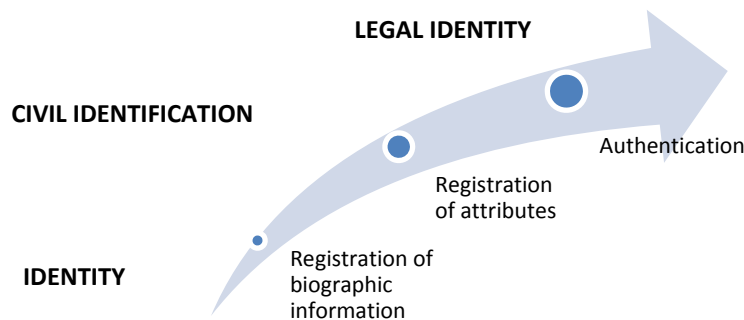 LEGAL IDENTITY
CIVIL IDENTIFICATION
Authentication
Registration
of attributes
IDENTITY
Registration of
biographic
information